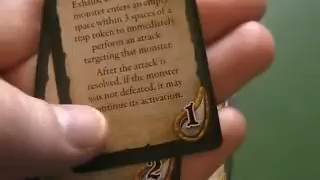 monster enters an empty
space within 3 spaces of a
trap token to immediately
perform an attack
targeting that monster.
After the attack is
resolved, if the monster
was not defeated, it may
continue its activation.
1
2